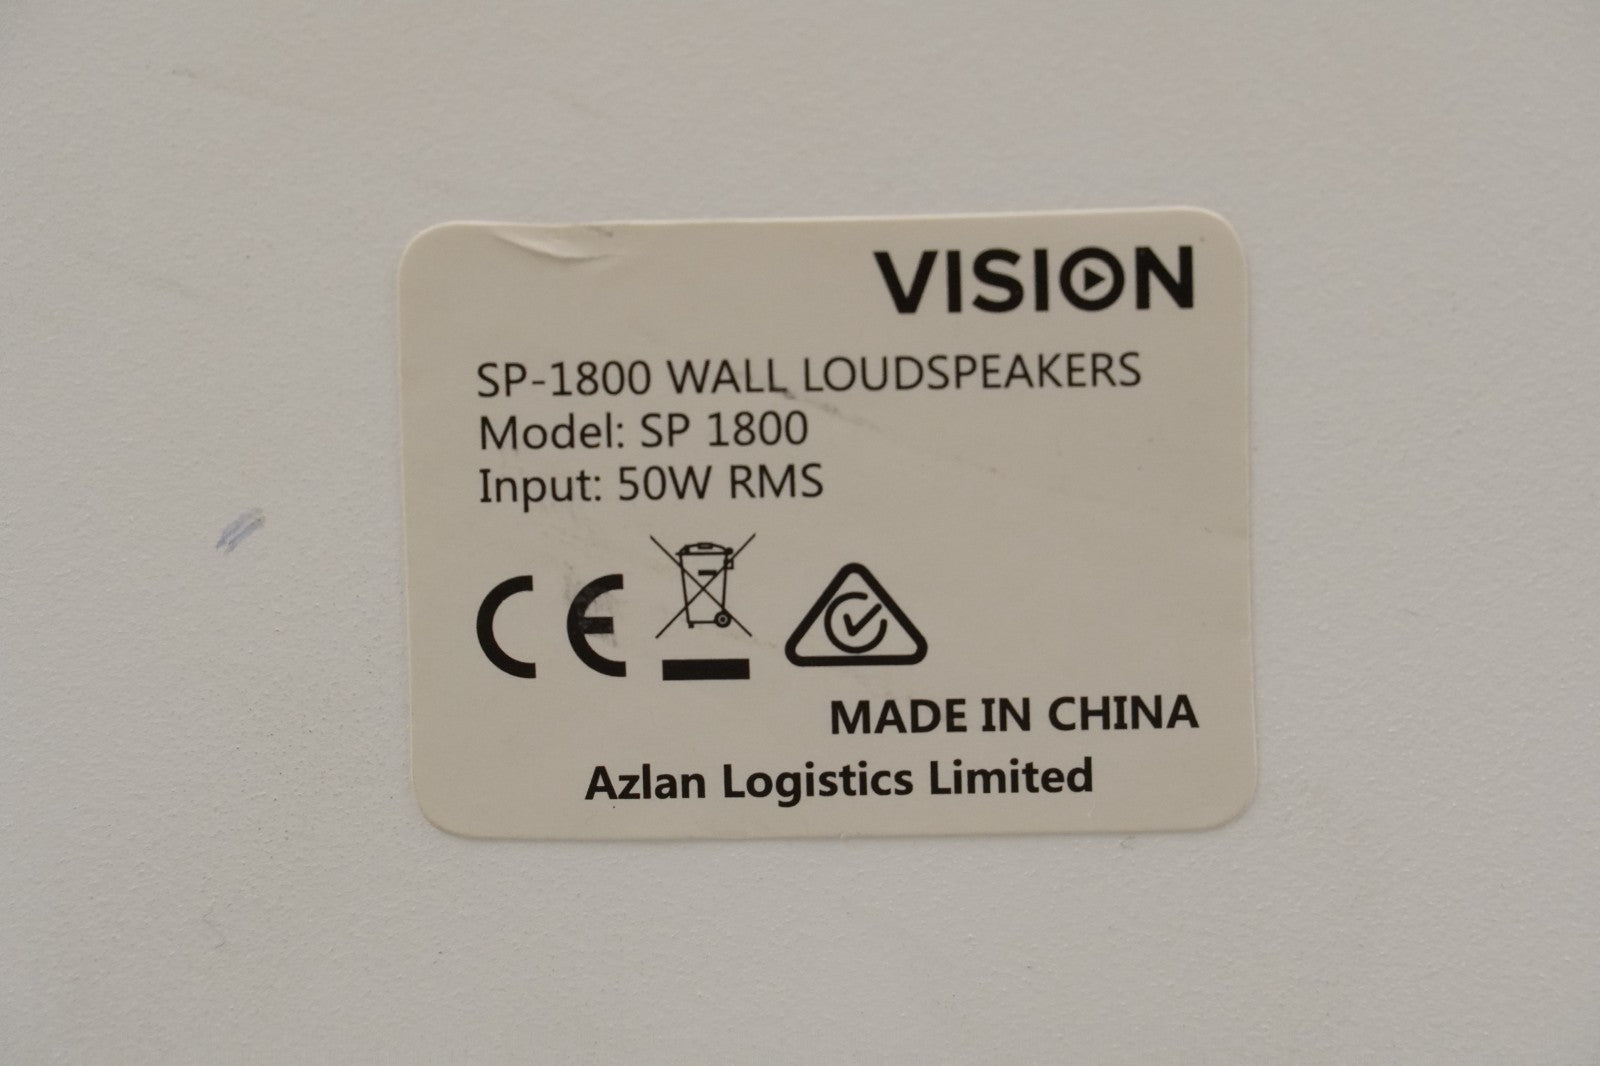 VISION
SP-1800 WALL LOUDSPEAKERS
Model: SP 1800
Input: 50W RMS
CE
MADE IN CHINA
Azlan Logistics Limited